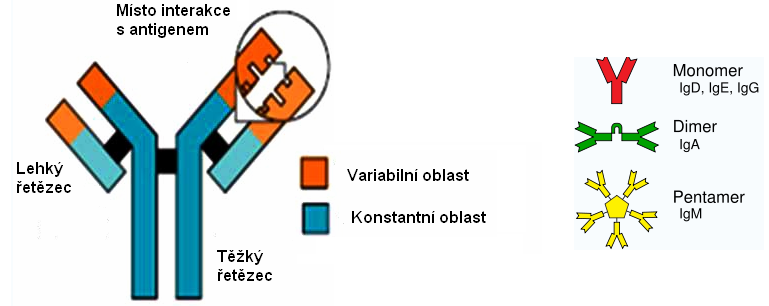 Místo interakce
s antigenem
Lehký
řetězec
Variabilní oblast
Konstantní oblast
Těžký
řetězec
Monomer
IgD, IgE, IgG
Dimer
IgA
Pentamer
IgM